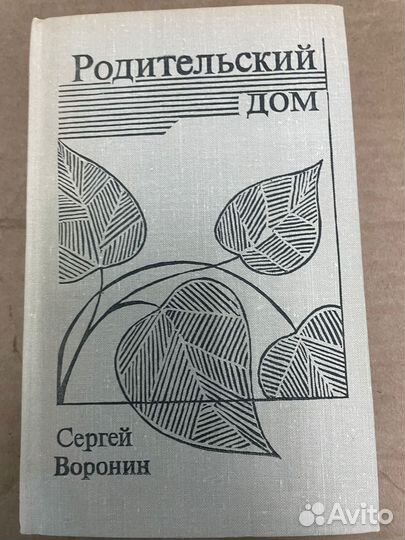 Родительский
дом
Сергей
Воронин
Avito